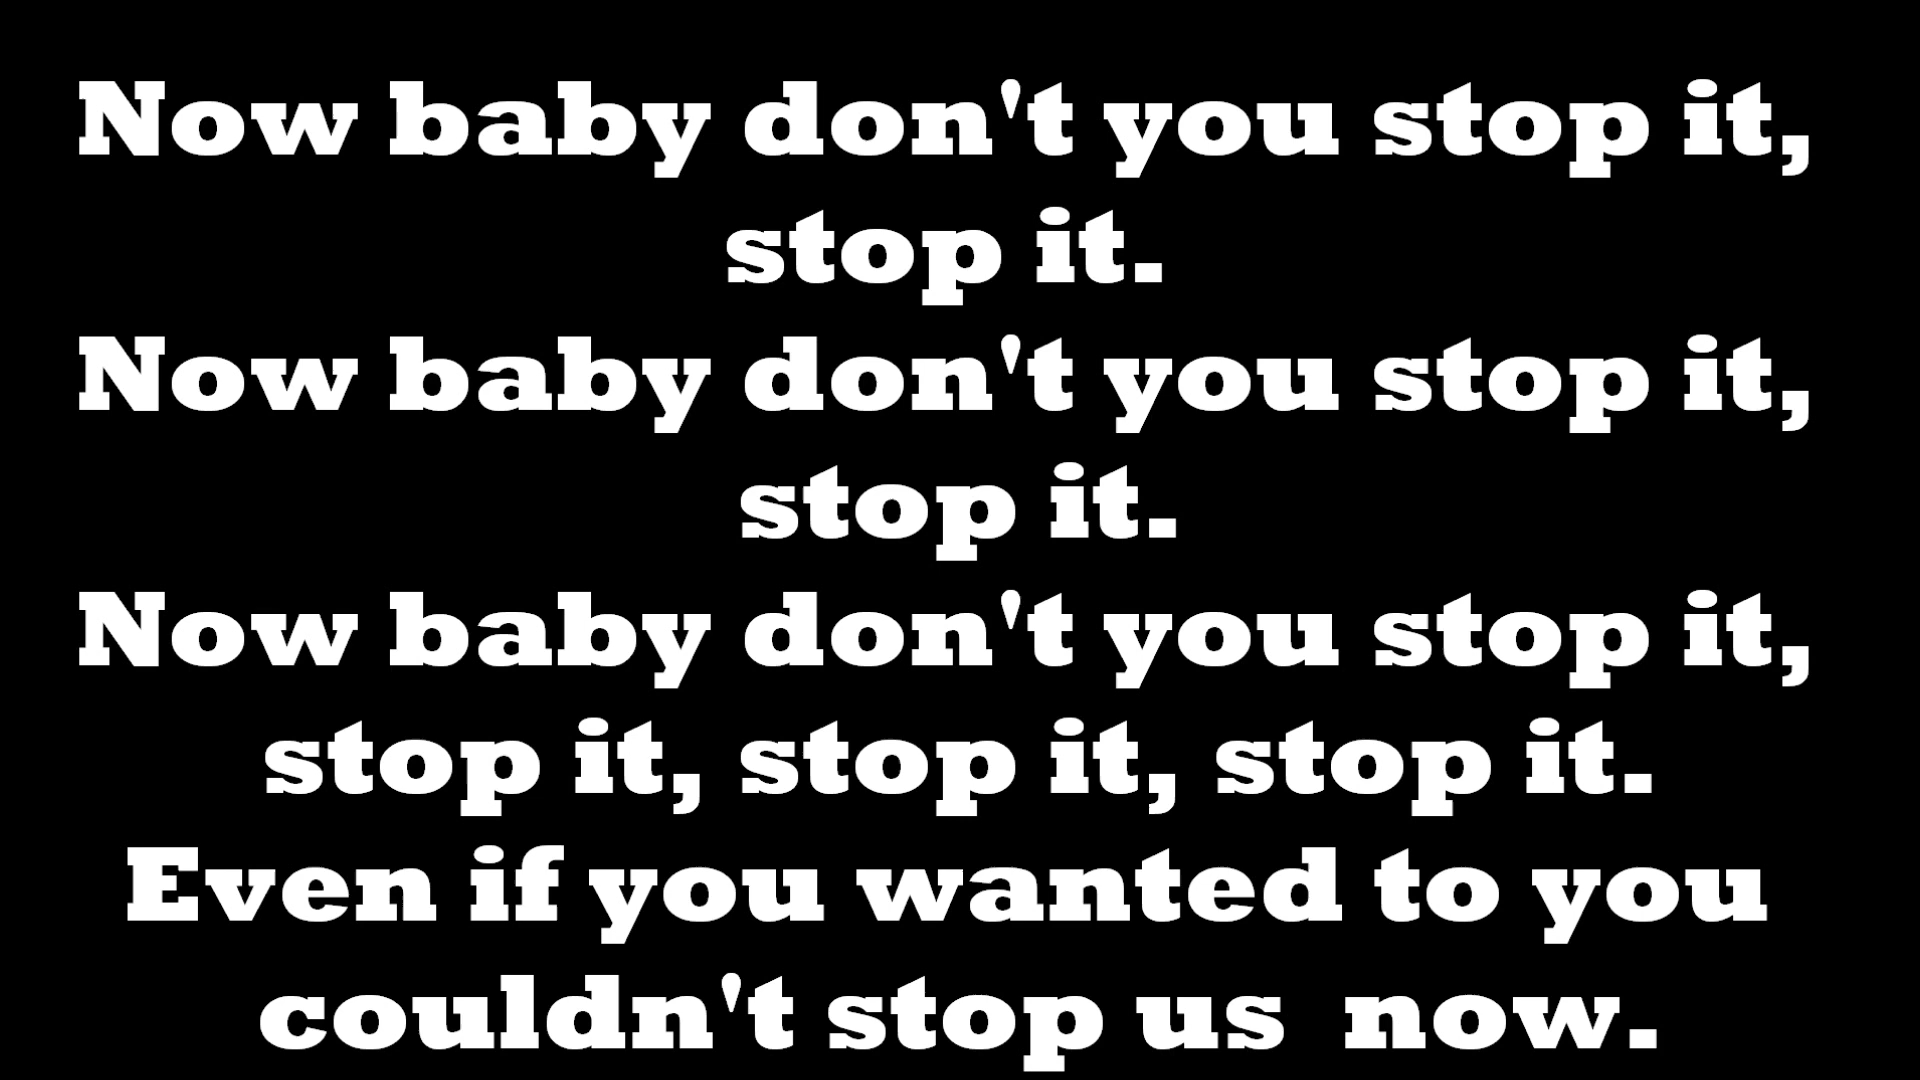 Now baby don't you stop it,
stop it.
Now baby don't you stop it,
stop it.
Now baby don't you stop it,
stop it, stop it, stop it.
Even if you wanted to you
couldn't stop us  now.